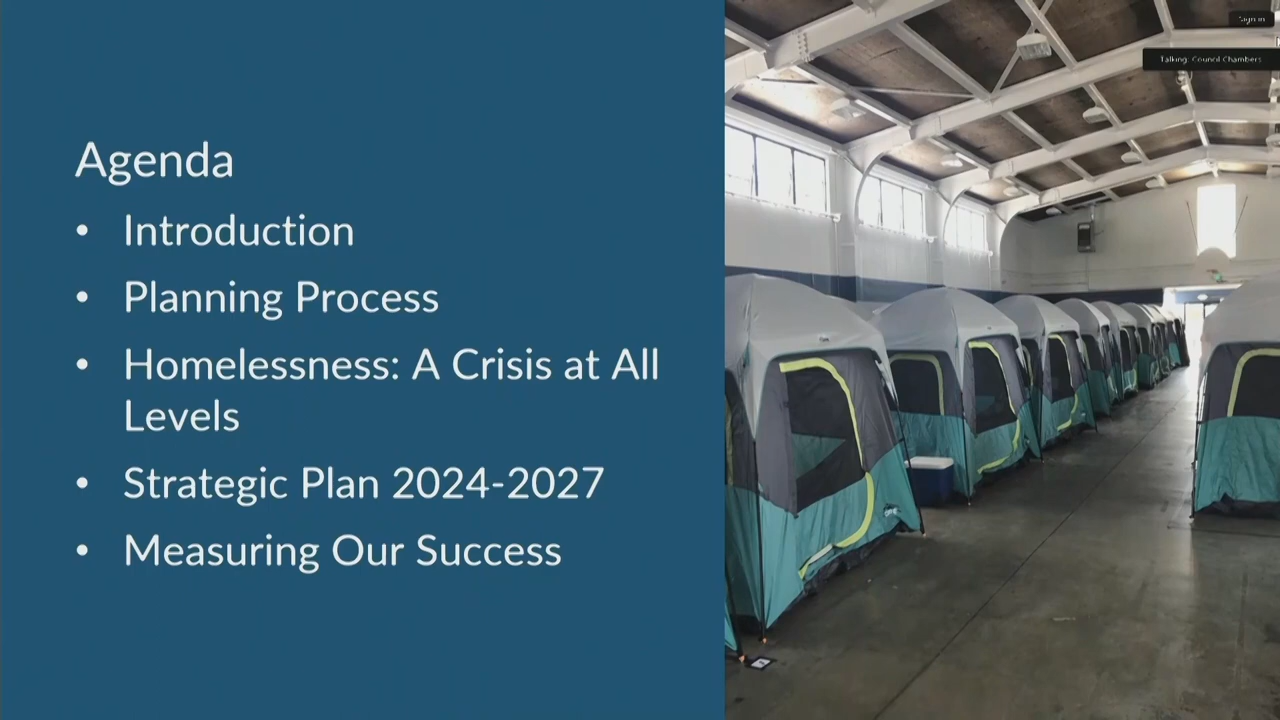 Agenda
• Introduction
• Planning Process
• Homelessness: A Crisis at All
Levels
• Strategic Plan 2024-2027
• Measuring Our Success
Sign in
Talking: Council Chambers